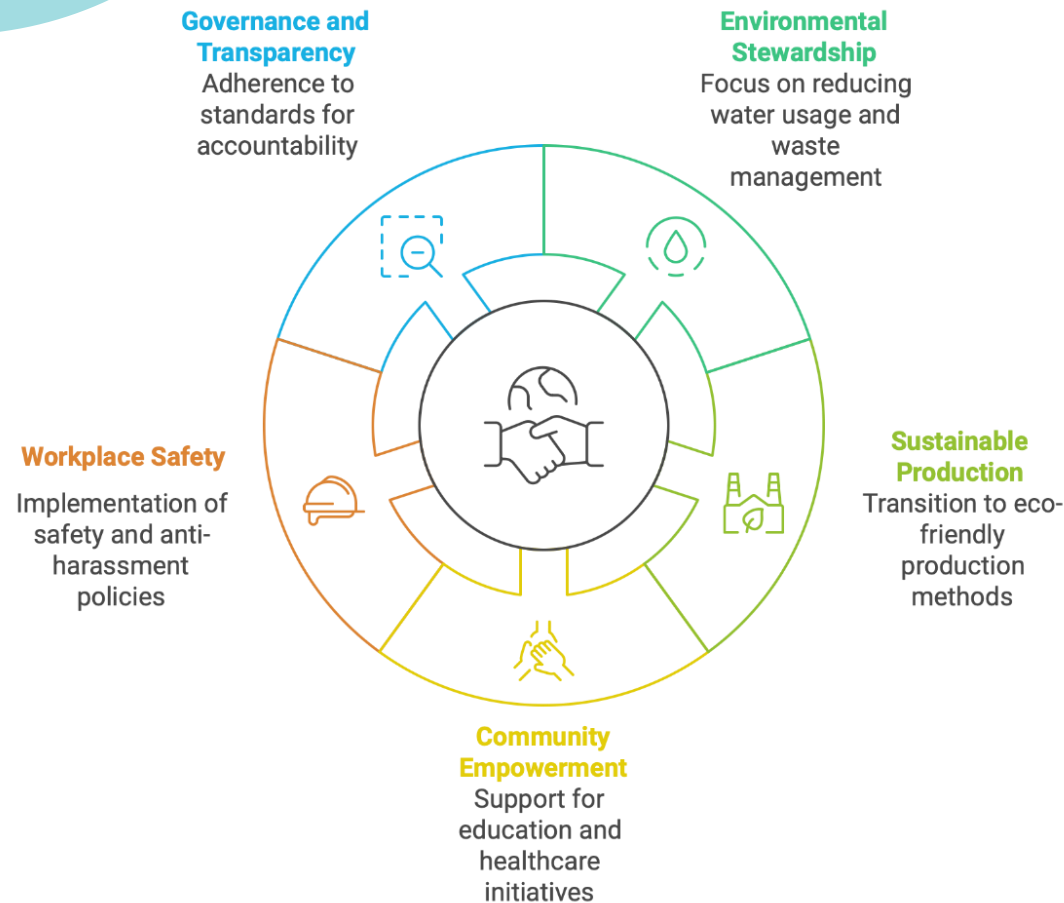 Governance and
Transparency
Adherence to
standards for
accountability
Environmental
Stewardship
Focus on reducing
water usage and
waste
management
Workplace Safety
Implementation of
safety and anti-
harassment
policies
Sustainable
Production
Transition to eco-
friendly
production
methods
Community
Empowerment
Support for
education and
healthcare
initiatives